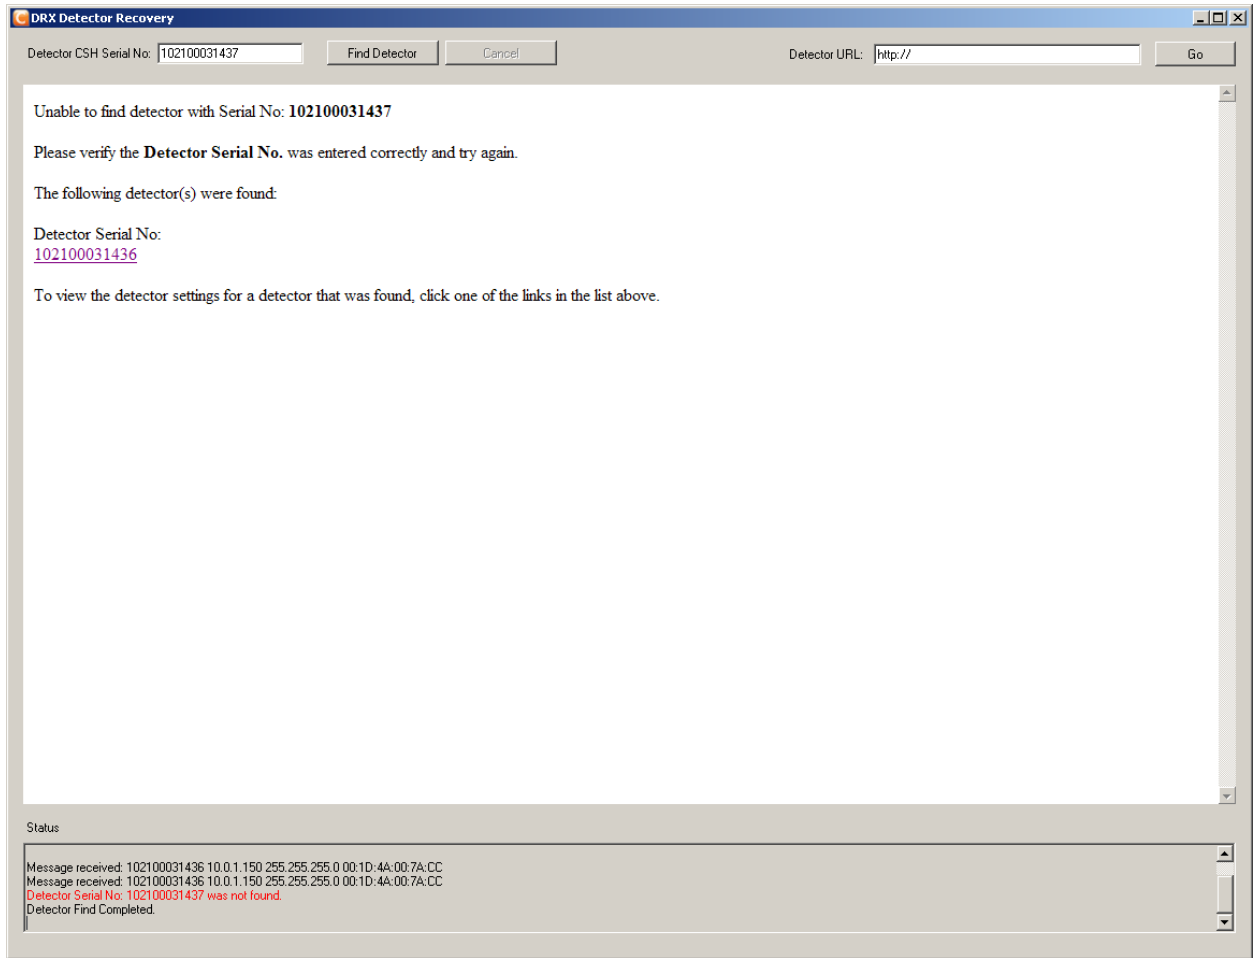 DRX Detector Recovery
Detector CSH Serial No: 102100031437 Find Detector Cancel Detector URL: http:// Go
Unable to find detector with Serial No: 102100031437
Please verify the Detector Serial No. was entered correctly and try again.
The following detector(s) were found:
Detector Serial No:
102100031436
To view the detector settings for a detector that was found, click one of the links in the list above.
Status
Message received: 102100031436 10.0.1.150 255.255.255.0 00:1D:4A:00:7A:CC
Message received: 102100031436 10.0.1.150 255.255.255.0 00:1D:4A:00:7A:CC
Detector Serial No: 102100031437 was not found.
Detector Find Completed.